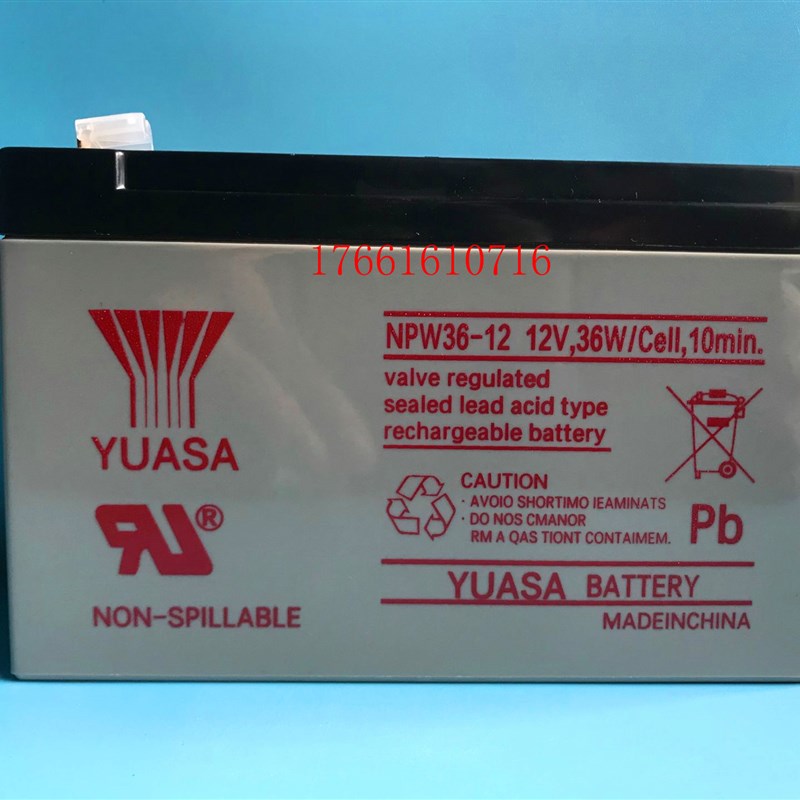 17661610716
YUASA
NPW36-12 12V,36W/Cell,10min.
valve regulated
sealed lead acid type
rechargeable battery
CAUTION
· AVOIO SHORTIMO IEAMINATS
· DO NOS CMANOR
RM A QAS TIONT CONTAIMEM.
Pb
RU®
NON-SPILLABLE
YUASA BATTERY
MADEINCHINA